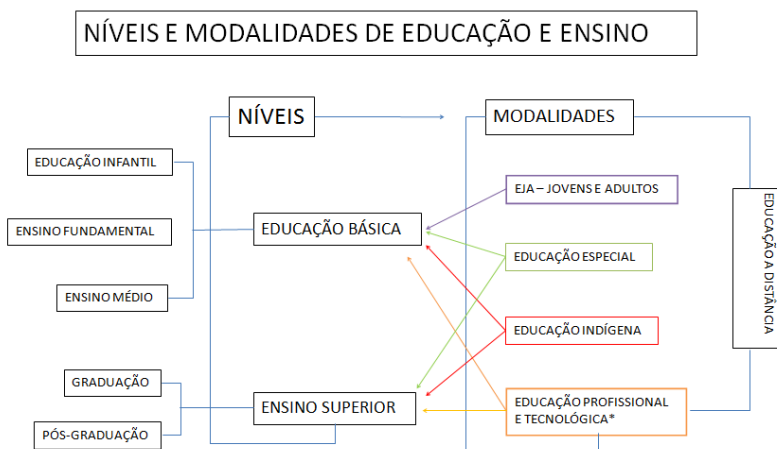 NÍVEIS E MODALIDADES DE EDUCAÇÃO E ENSINO
NÍVEIS
MODALIDADES
EDUCAÇÃO INFANTIL
ENSINO FUNDAMENTAL
ENSINO MÉDIO
EDUCAÇÃO BÁSICA
GRADUAÇÃO
PÓS-GRADUAÇÃO
ENSINO SUPERIOR
EJA – JOVENS E ADULTOS
EDUCAÇÃO ESPECIAL
EDUCAÇÃO INDÍGENA
EDUCAÇÃO PROFISSIONAL
E TECNOLÓGICA*
EDUCAÇÃO A
DISTÂNCIA